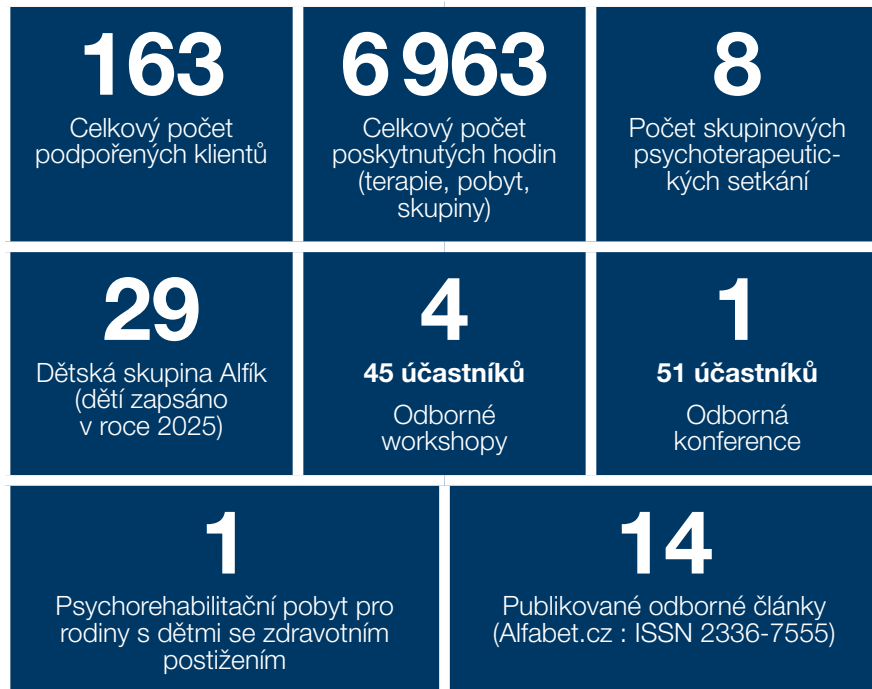 163
Celkový počet
podpořených klientů
6 963
Celkový počet
poskytnutých hodin
(terapie, pobyt,
skupiny)
8
Počet skupinových
psychoterapeutic-
kých setkání
29
Dětská skupina Alfík
(dětí zapsáno
v roce 2025)
4
45 účastníků
Odborné
workshopy
1
51 účastníků
Odborná
konference
1
Psychorehabilitační pobyt pro
rodiny s dětmi se zdravotním
postižením
14
Publikované odborné články
(Alfabet.cz : ISSN 2336-7555)